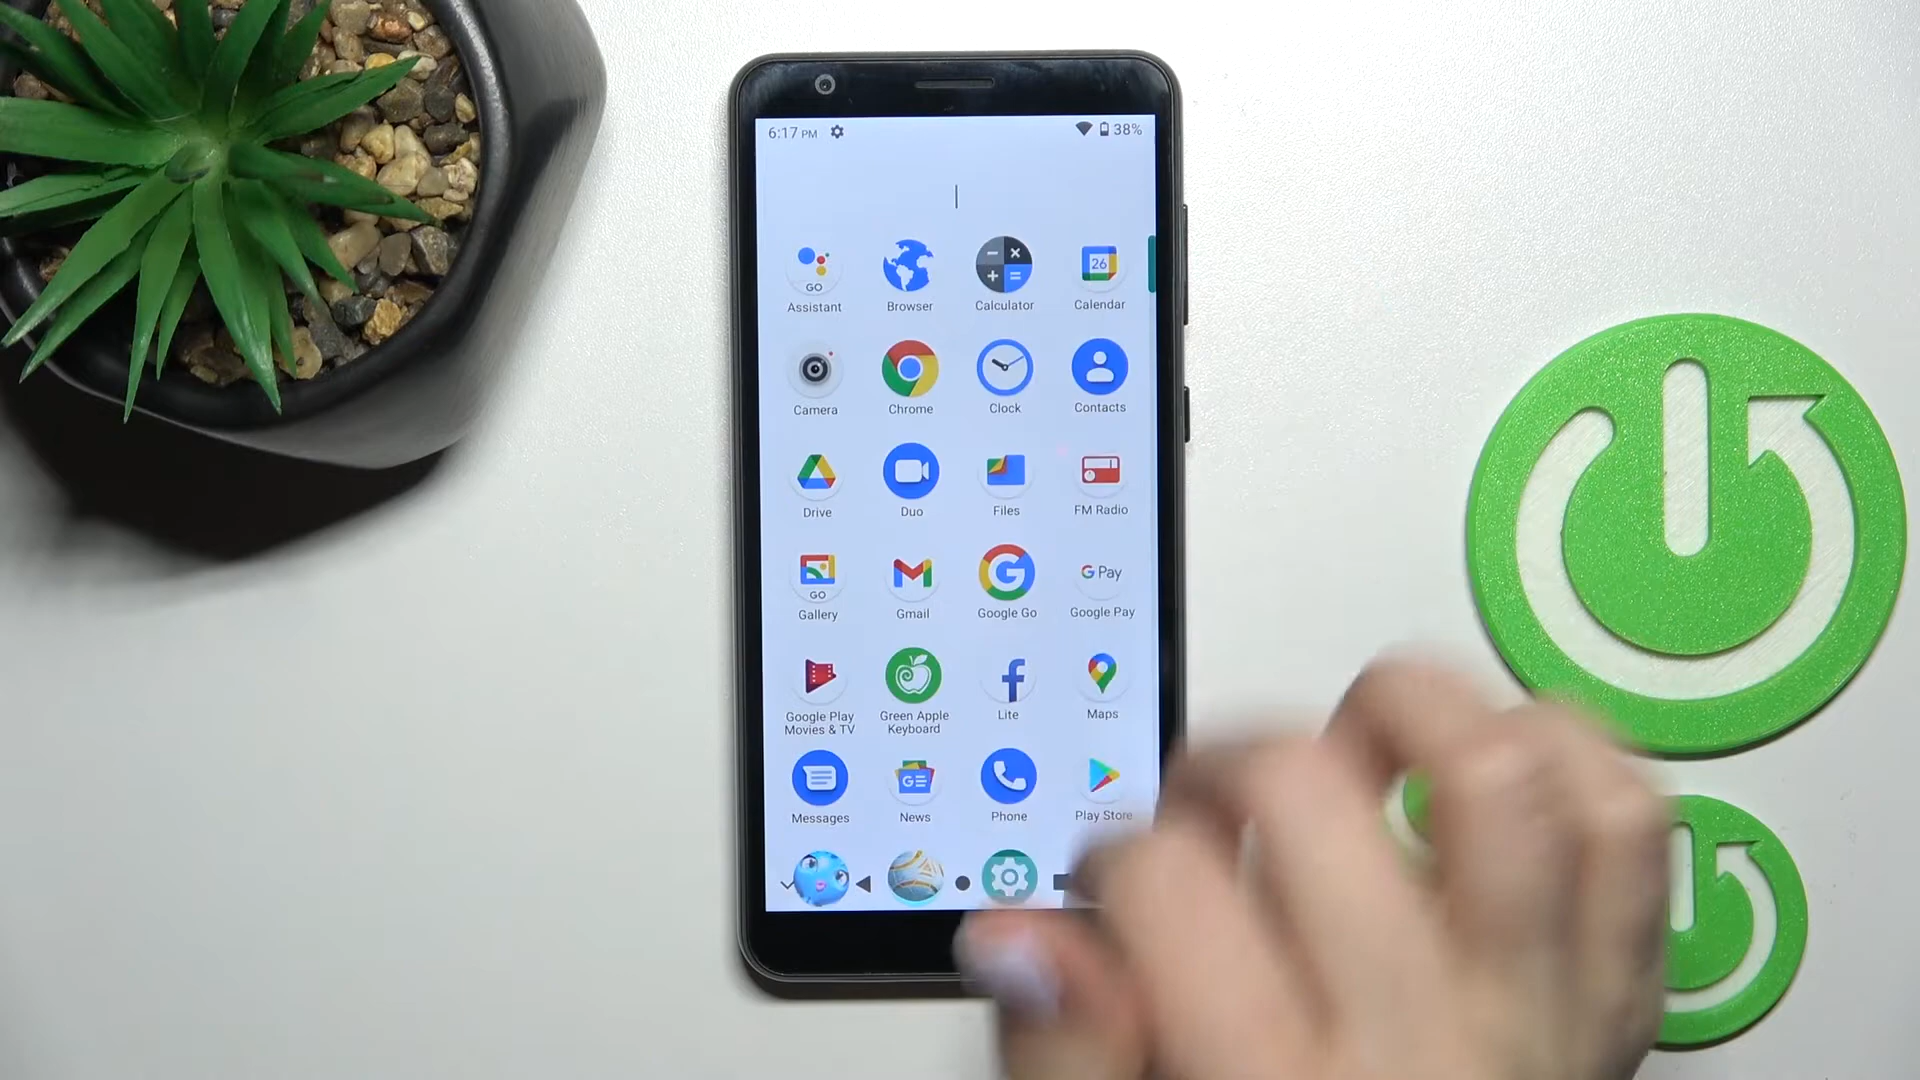 6:17 PM 38%
GO 26
Assistant Browser Calculator Calendar
Camera Chrome Clock Contacts
Drive Duo Files FM Radio
GO G Pay
Gallery Gmail Google Go Google Pay
Google Play Green Apple Lite Maps
Movies & TV Keyboard
GE
Messages News Phone Play Store